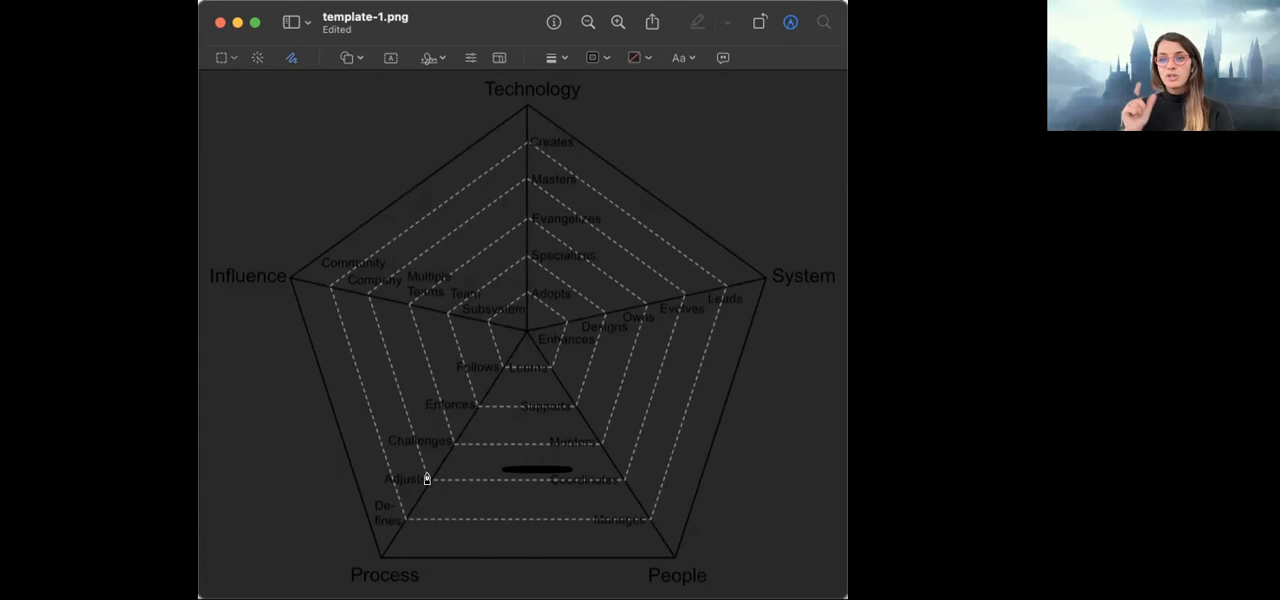 template-1.png
Edited
A
Aa
Technology
Creates
Masters
Evangelizes
Specializes
Adopts
Influence
Community
Company
Multiple
Teams
Team
Subsystem
System
Leads
Evolves
Owns
Designs
Enhances
Follows
Learns
Enforces
Supports
Challenges
Mentors
Adjusts
Coordinates
De-
fines
Manages
Process
People